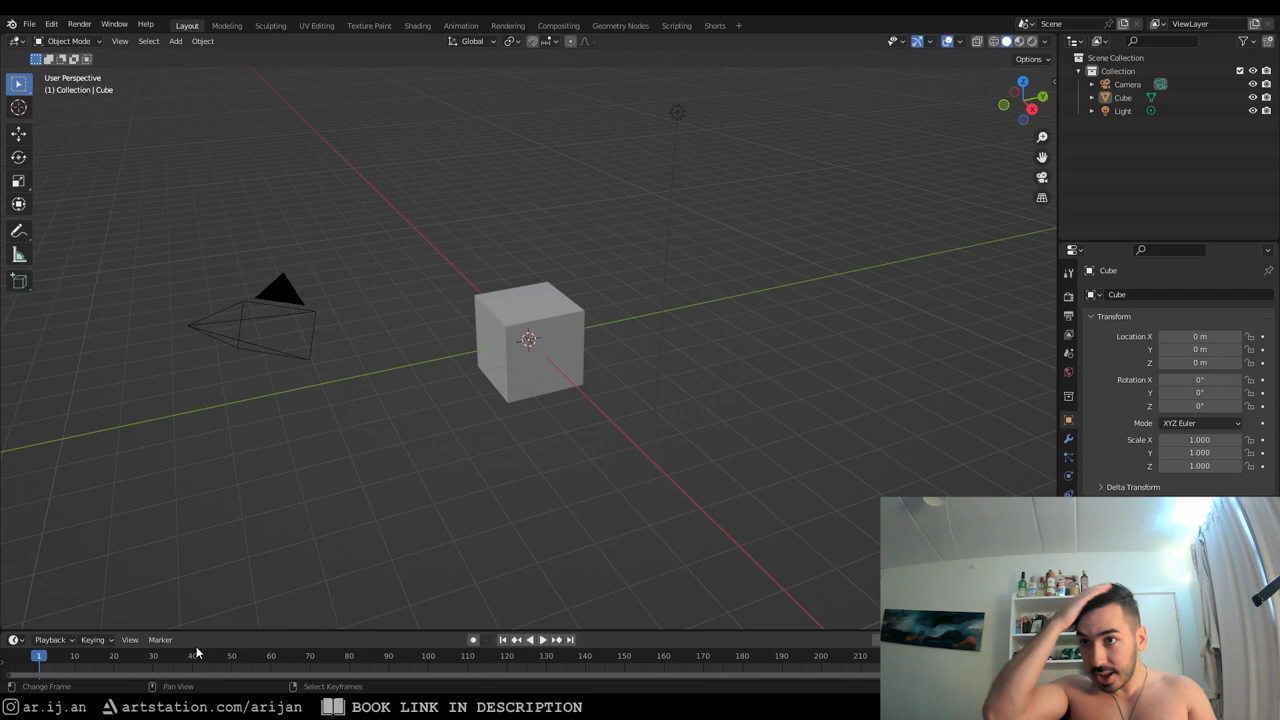 File Edit Render Window Help Layout Modeling Sculpting UV Editing Texture Paint Shading Animation Rendering Compositing Geometry Nodes Scripting Shorts + Scene ViewLayer
Object Mode View Select Add Object Global
Options
User Perspective
(1) Collection | Cube
Z
Y
X
Scene Collection
Collection
Camera
Cube
Light
Cube
Cube
Transform
Location X 0 m
Y 0 m
Z 0 m
Rotation X 0°
Y 0°
Z 0°
Mode XYZ Euler
Scale X 1.000
Y 1.000
Z 1.000
Delta Transform
Playback Keying View Marker
1 10 20 30 40 50 60 70 80 90 100 110 120 130 140 150 160 170 180 190 200 210
Change Frame Pan View Select Keyframes
ar.ij.an artstation.com/arijan BOOK LINK IN DESCRIPTION